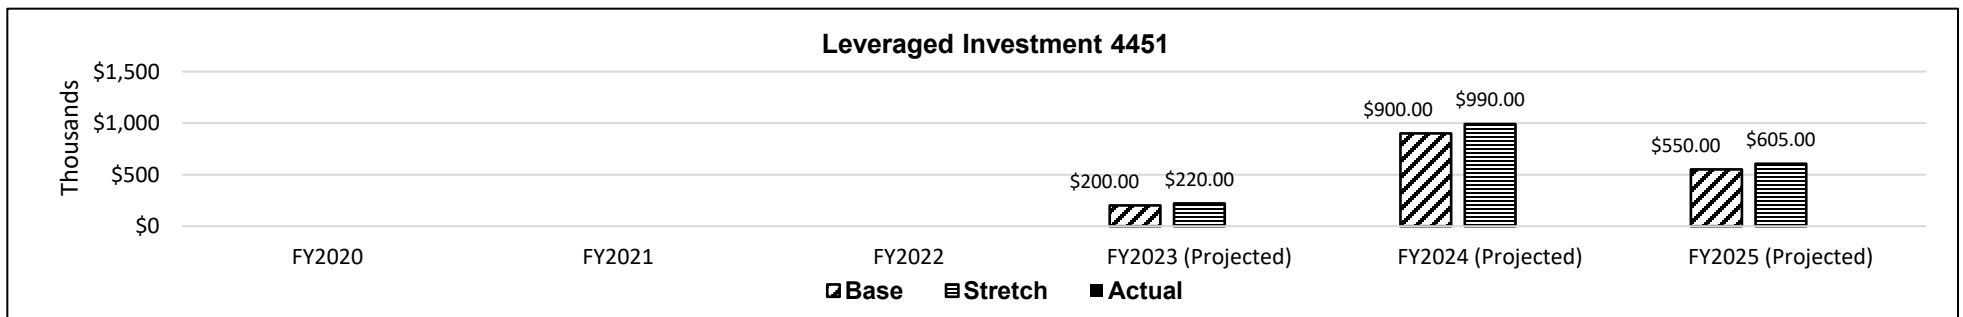 Leveraged Investment 4451
Thousands
$1,500
$1,000
$500
$0
$200.00 $220.00
$900.00 $990.00
$550.00 $605.00
FY2020 FY2021 FY2022 FY2023 (Projected) FY2024 (Projected) FY2025 (Projected)
Base Stretch Actual